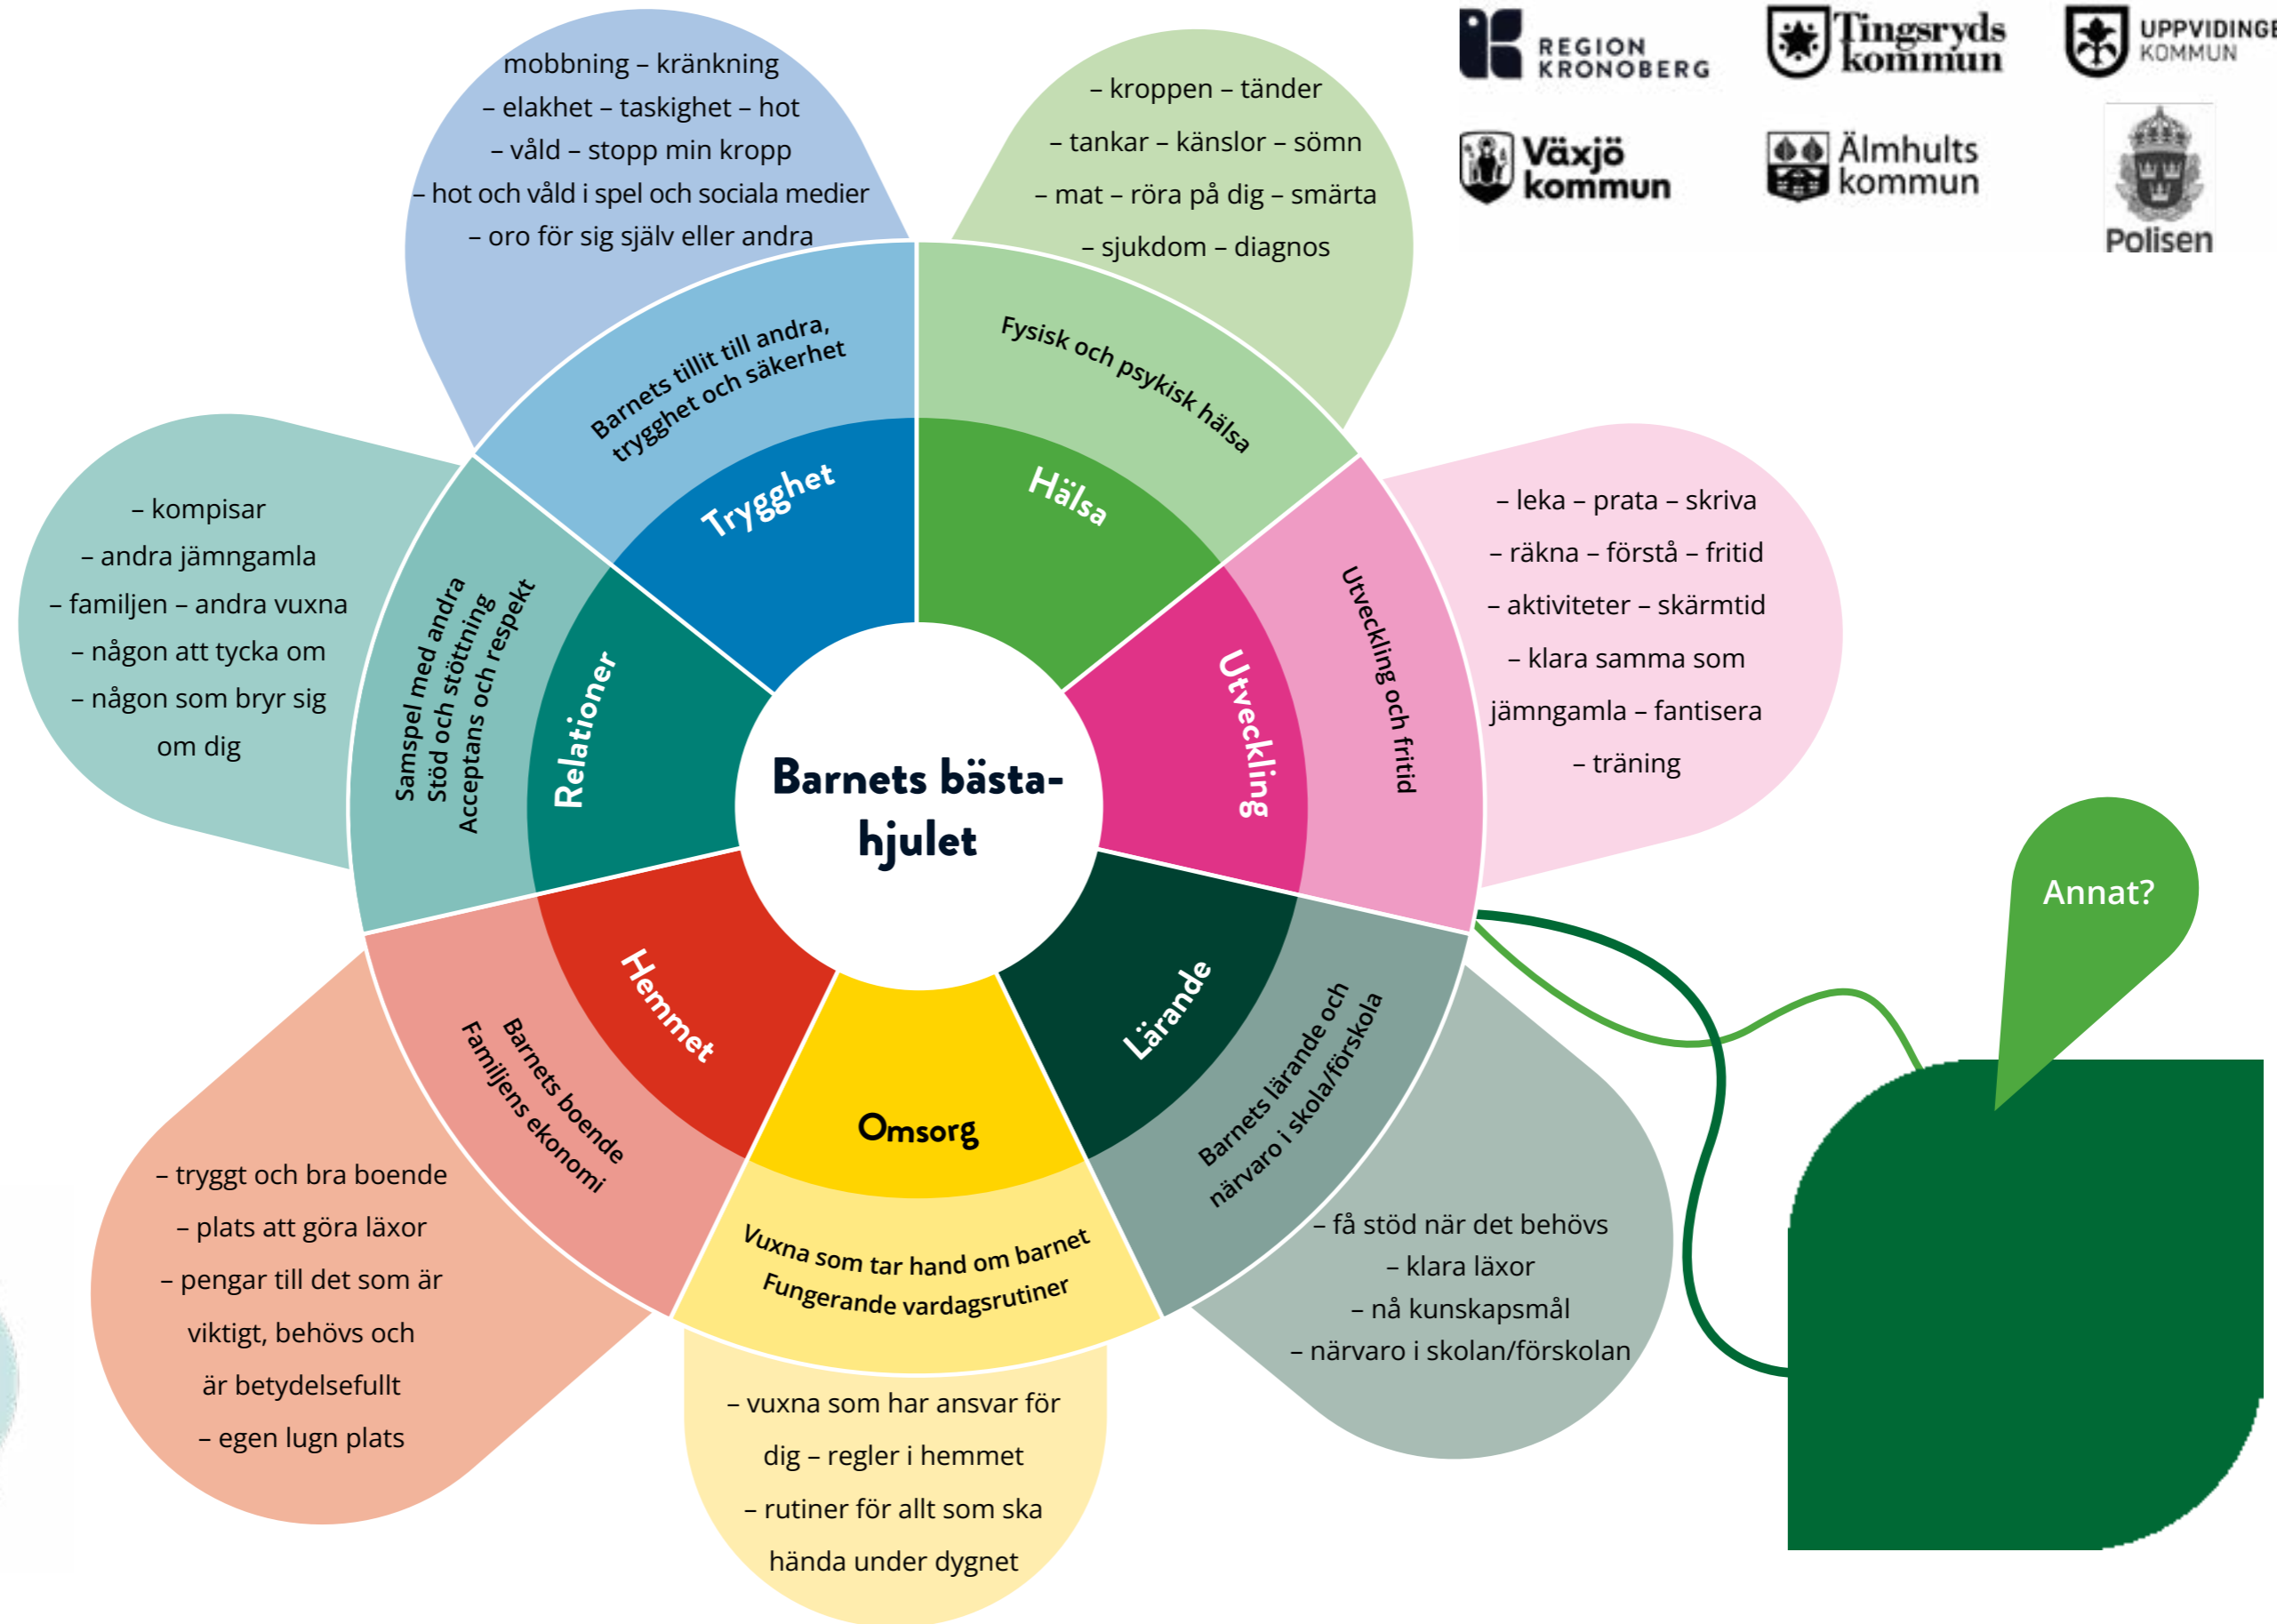 REGION
KRONOBERG
Tingsryds
kommun
UPPVIDINGE
KOMMUN
Växjö
kommun
Älmhults
kommun
Polisen
mobbning – kränkning
– elakhet – taskighet – hot
– våld – stopp min kropp
– hot och våld i spel och sociala medier
– oro för sig själv eller andra
– kroppen – tänder
– tankar – känslor – sömn
– mat – röra på dig – smärta
– sjukdom – diagnos
Barnets tillit till andra,
trygghet och säkerhet
Trygghet
Fysisk och psykisk hälsa
Hälsa
– kompisar
– andra jämngamla
– familjen – andra vuxna
– någon att tycka om
– någon som bryr sig
om dig
Samspel med andra
Stöd och stöttning
Acceptans och respekt
Relationer
Utveckling
Utveckling och fritid
– leka – prata – skriva
– räkna – förstå – fritid
– aktiviteter – skärmtid
– klara samma som
jämngamla – fantisera
– träning
Barnets bästa-
hjulet
Annat?
Hemmet
Barnets boende
Familjens ekonomi
– tryggt och bra boende
– plats att göra läxor
– pengar till det som är
viktigt, behövs och
är betydelsefullt
– egen lugn plats
Omsorg
Vuxna som tar hand om barnet
Fungerande vardagsrutiner
– vuxna som har ansvar för
dig – regler i hemmet
– rutiner för allt som ska
hända under dygnet
Lärande
Barnets lärande och
närvaro i skola/förskola
– få stöd när det behövs
– klara läxor
– nå kunskapsmål
– närvaro i skolan/förskolan